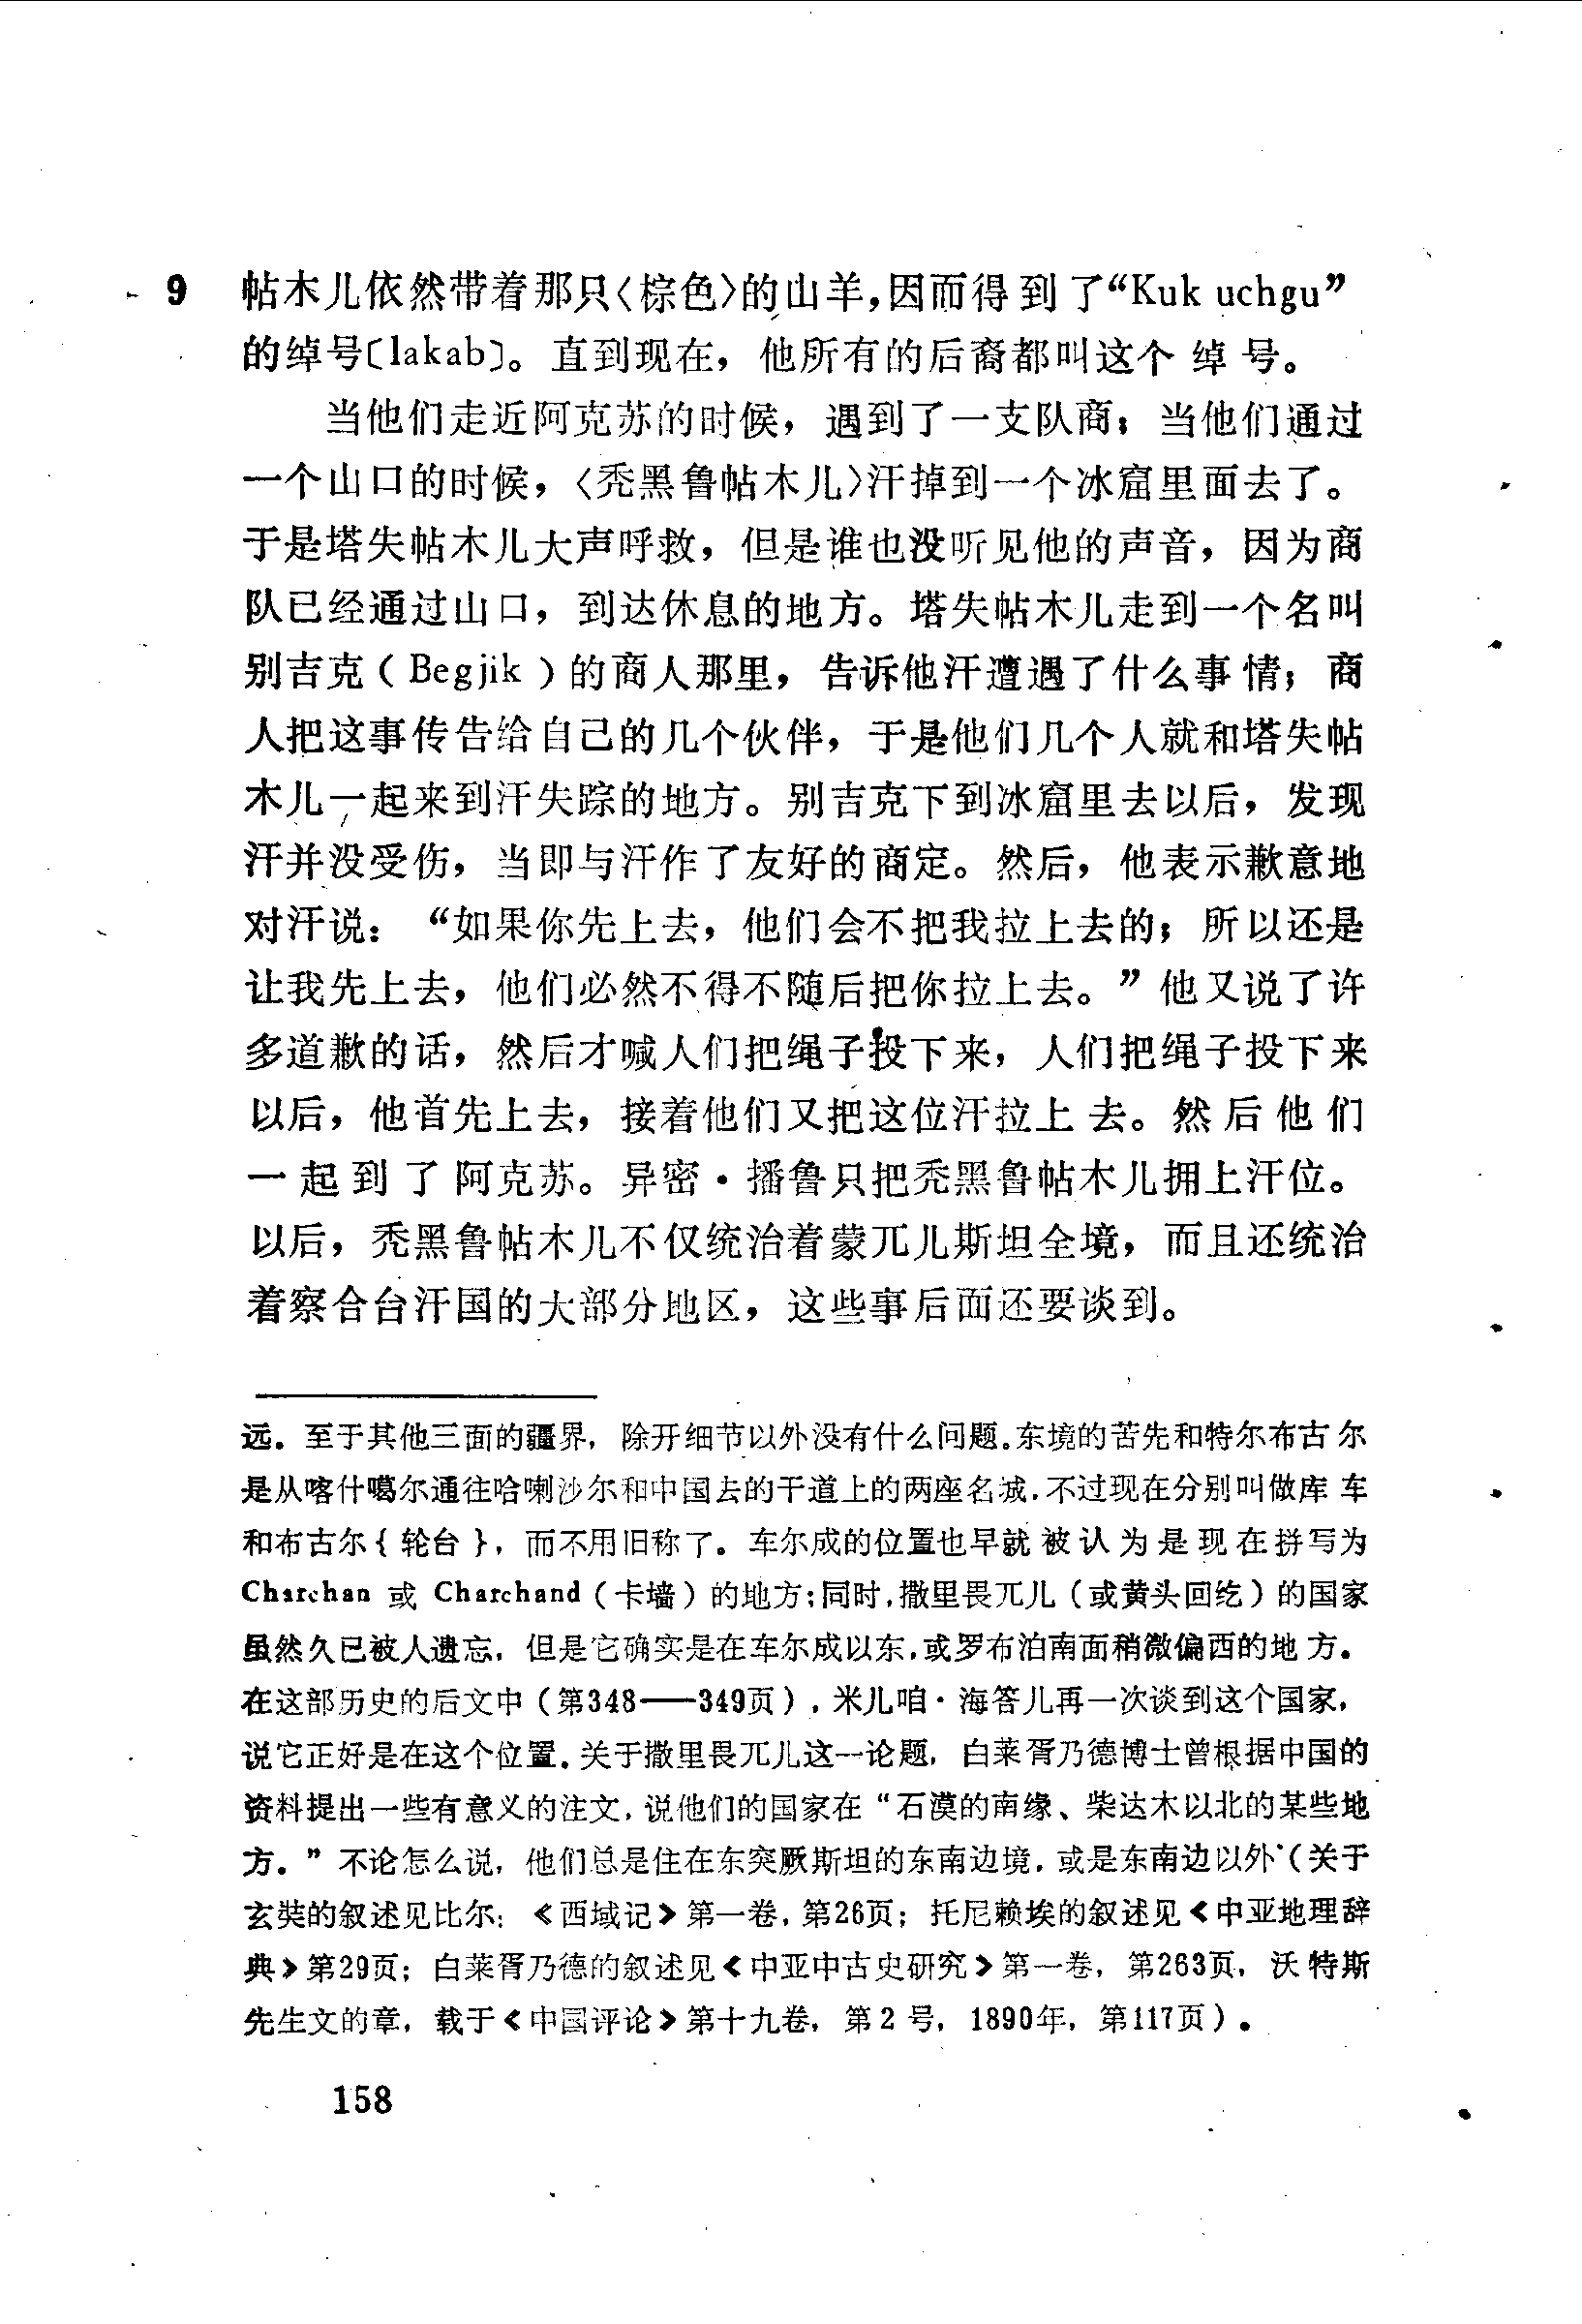 9 帖木儿依然带着那只〈棕色〉的山羊，因而得到了“Kuk uchgu”
的绰号〔lakab〕。直到现在，他所有的后裔都叫这个绰号。
当他们走近阿克苏的时候，遇到了一支队商；当他们通过
一个山口的时候，〈秃黑鲁帖木儿〉汗掉到一个冰窟里面去了。
于是塔失帖木儿大声呼救，但是谁也没听见他的声音，因为商
队已经通过山口，到达休息的地方。塔失帖木儿走到一个名叫
别吉克（Begjik）的商人那里，告诉他汗遭遇了什么事情；商
人把这事传告给自己的几个伙伴，于是他们几个人就和塔失帖
木儿一起来到汗失踪的地方。别吉克下到冰窟里去以后，发现
汗并没受伤，当即与汗作了友好的商定。然后，他表示歉意地
对汗说：“如果你先上去，他们会不把我拉上去的；所以还是
让我先上去，他们必然不得不随后把你拉上去。”他又说了许
多道歉的话，然后才喊人们把绳子投下来，人们把绳子投下来
以后，他首先上去，接着他们又把这位汗拉上去。然后他们
一起到了阿克苏。异密·播鲁只把秃黑鲁帖木儿拥上汗位。
以后，秃黑鲁帖木儿不仅统治着蒙兀儿斯坦全境，而且还统治
着察合台汗国的大部分地区，这些事后面还要谈到。
远。至于其他三面的疆界，除开细节以外没有什么问题。东境的苦先和特尔布古尔
是从喀什噶尔通往哈喇沙尔和中国去的干道上的两座名城，不过现在分别叫做库车
和布古尔｛轮台｝，而不用旧称了。车尔成的位置也早就被认为是现在拼写为
Charchan 或 Charchand（卡墙）的地方；同时，撒里畏兀儿（或黄头回纥）的国家
虽然久已被人遗忘，但是它确实是在车尔成以东，或罗布泊南面稍微偏西的地方。
在这部历史的后文中（第348——349页），米儿咱·海答儿再一次谈到这个国家，
说它正好是在这个位置。关于撒里畏兀儿这一论题，白莱胥乃德博士曾根据中国的
资料提出一些有意义的注文，说他们的国家在“石漠的南缘、柴达木以北的某些地
方。”不论怎么说，他们总是住在东突厥斯坦的东南边境，或是东南边以外（关于
玄奘的叙述见比尔：《西域记》第一卷，第26页；托尼赖埃的叙述见《中亚地理辞
典》第29页；白莱胥乃德的叙述见《中亚中古史研究》第一卷，第263页，沃特斯
先生文的章，载于《中国评论》第十九卷，第2号，1890年，第117页）。
158